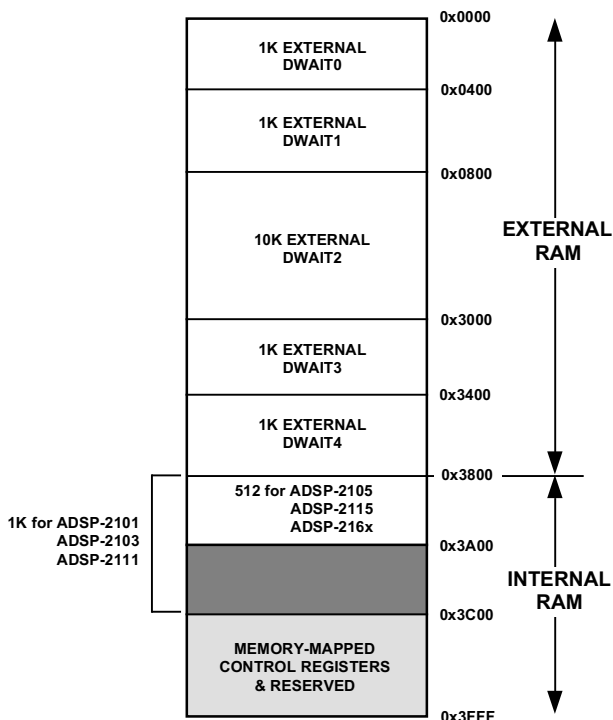 0x0000
1K EXTERNAL
DWAIT0
0x0400
1K EXTERNAL
DWAIT1
0x0800
10K EXTERNAL
DWAIT2
EXTERNAL
RAM
0x3000
1K EXTERNAL
DWAIT3
0x3400
1K EXTERNAL
DWAIT4
0x3800
512 for ADSP-2105
ADSP-2115
ADSP-216x
1K for ADSP-2101
ADSP-2103
ADSP-2111
0x3A00
INTERNAL
RAM
0x3C00
MEMORY-MAPPED
CONTROL REGISTERS
& RESERVED
0x3FFF